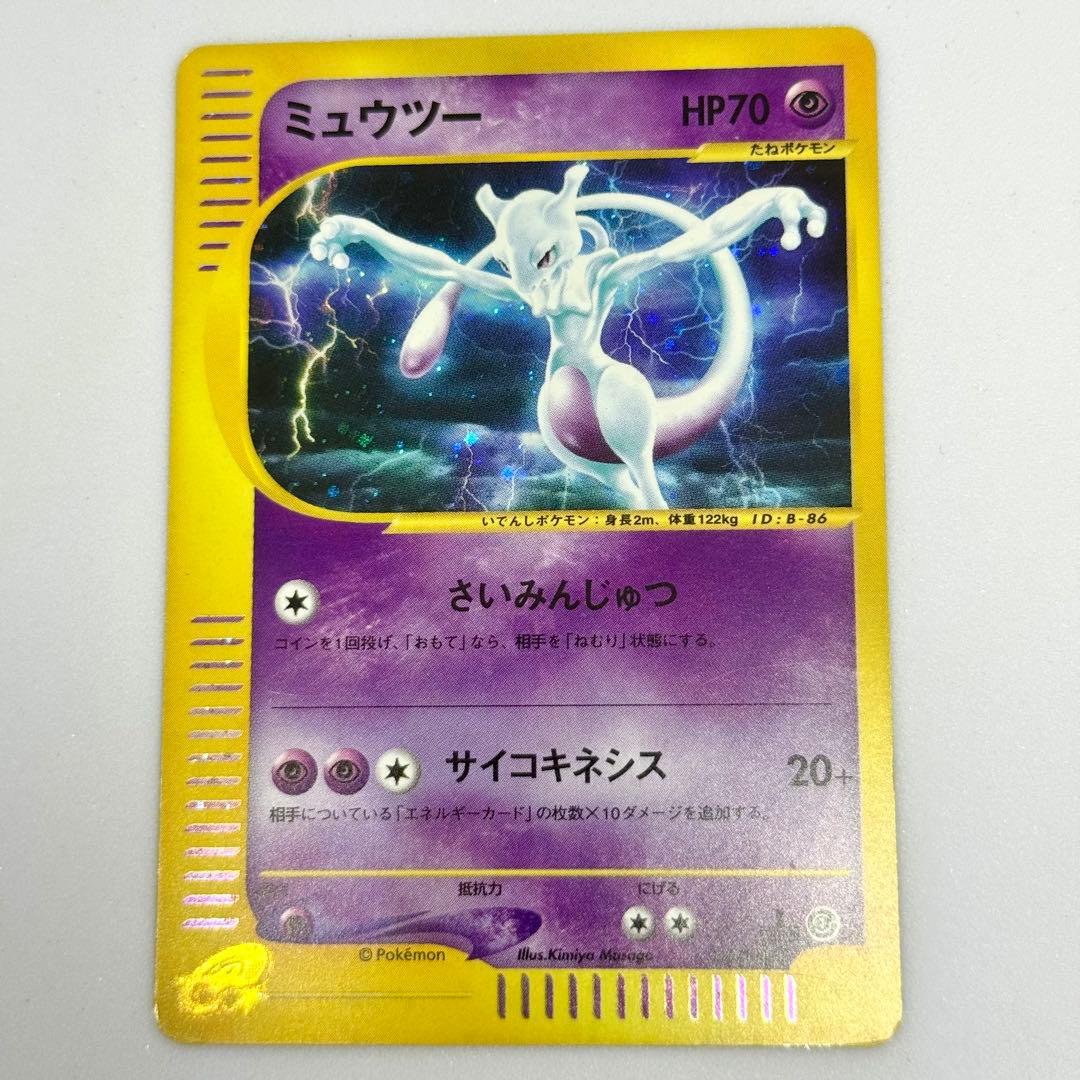 ミュウツー HP70
たねポケモン
いでんしポケモン：身長2m、体重122kg ID：B-86
さいみんじゅつ
コインを1回投げ、「おもて」なら、相手を「ねむり」状態にする。
サイコキネシス 20+
相手についている「エネルギーカード」の枚数×10ダメージを追加する。
抵抗力 にげる
© Pokémon Illus.Kimiya Masago